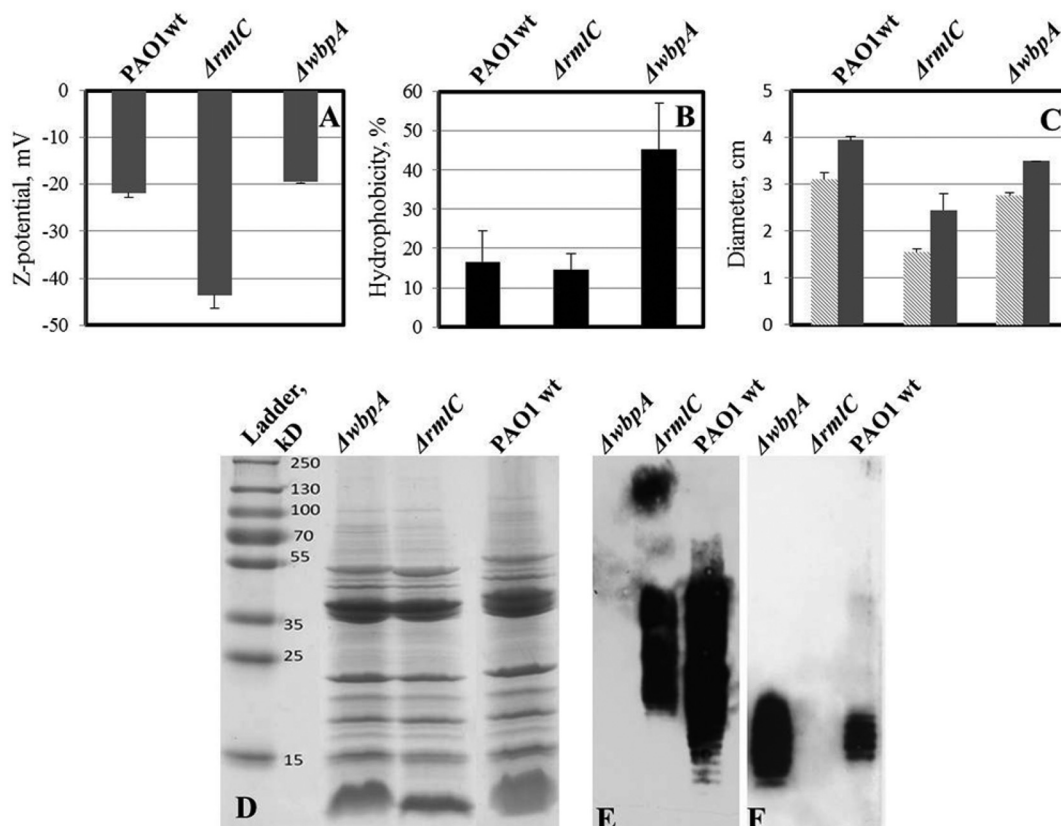 PAO1wt ΔrmlC ΔwbpA
PAO1wt ΔrmlC ΔwbpA
PAO1wt ΔrmlC ΔwbpA
0
-10
-20
-30
-40
-50
Z-potential, mV
A
60
50
40
30
20
10
0
Hydrophobicity, %
B
5
4
3
2
1
0
Diameter, cm
C
Ladder,
kD
ΔwbpA ΔrmlC PAO1 wt
250
130
100
70
55
35
25
15
D
ΔwbpA ΔrmlC PAO1 wt
E
ΔwbpA ΔrmlC PAO1 wt
F